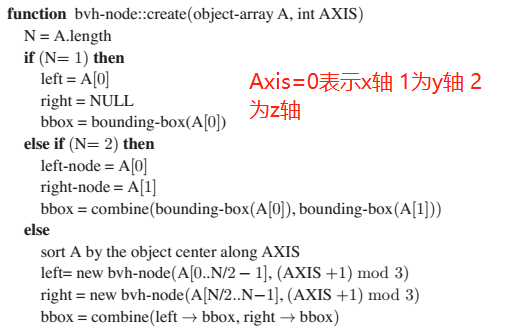 function bvh-node::create(object-array A, int AXIS)
N = A.length
if (N= 1) then
left = A[0]
right = NULL
bbox = bounding-box(A[0])
Axis=0表示x轴 1为y轴 2
为z轴
else if (N= 2) then
left-node = A[0]
right-node = A[1]
bbox = combine(bounding-box(A[0]), bounding-box(A[1]))
else
sort A by the object center along AXIS
left= new bvh-node(A[0..N/2 − 1], (AXIS +1) mod 3)
right = new bvh-node(A[N/2..N−1], (AXIS +1) mod 3)
bbox = combine(left → bbox, right → bbox)